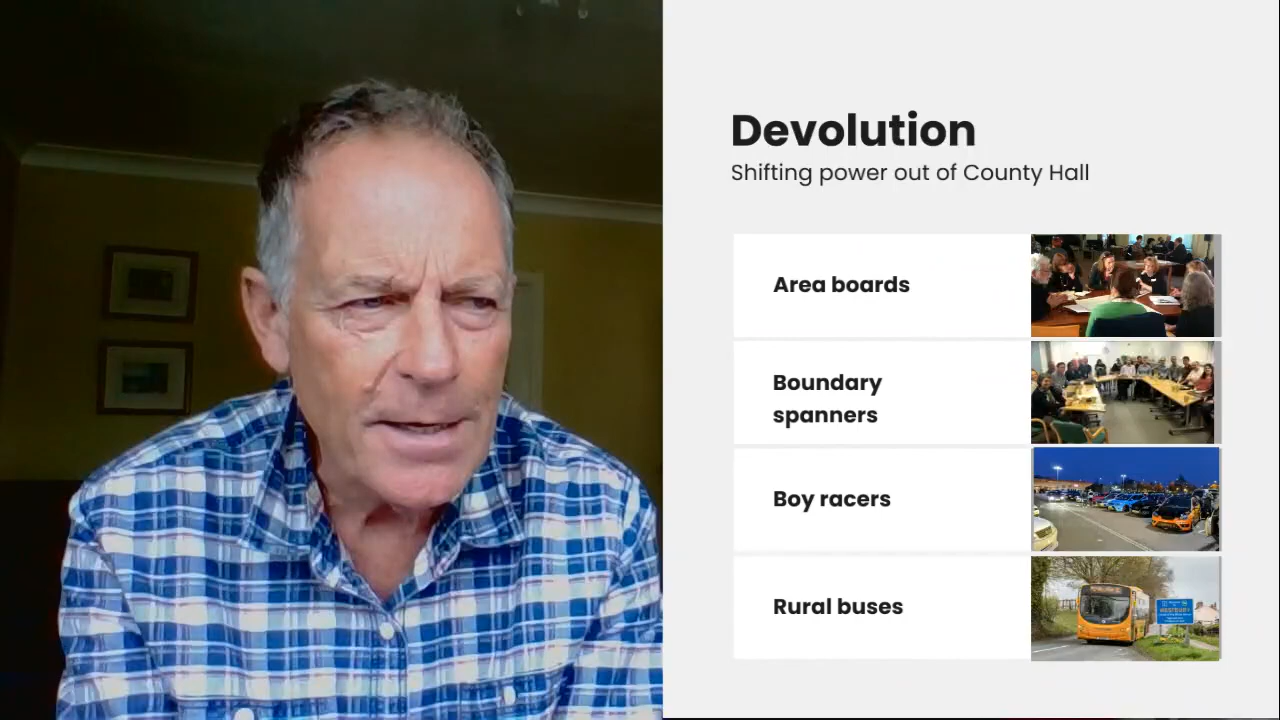 Devolution
Shifting power out of County Hall
Area boards
Boundary
spanners
Boy racers
Rural buses